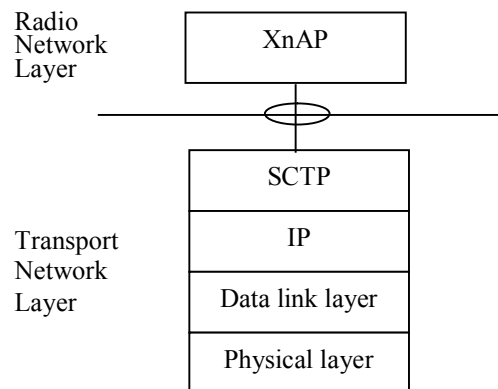 Radio
Network
Layer
XnAP
SCTP
IP
Transport
Network
Layer
Data link layer
Physical layer